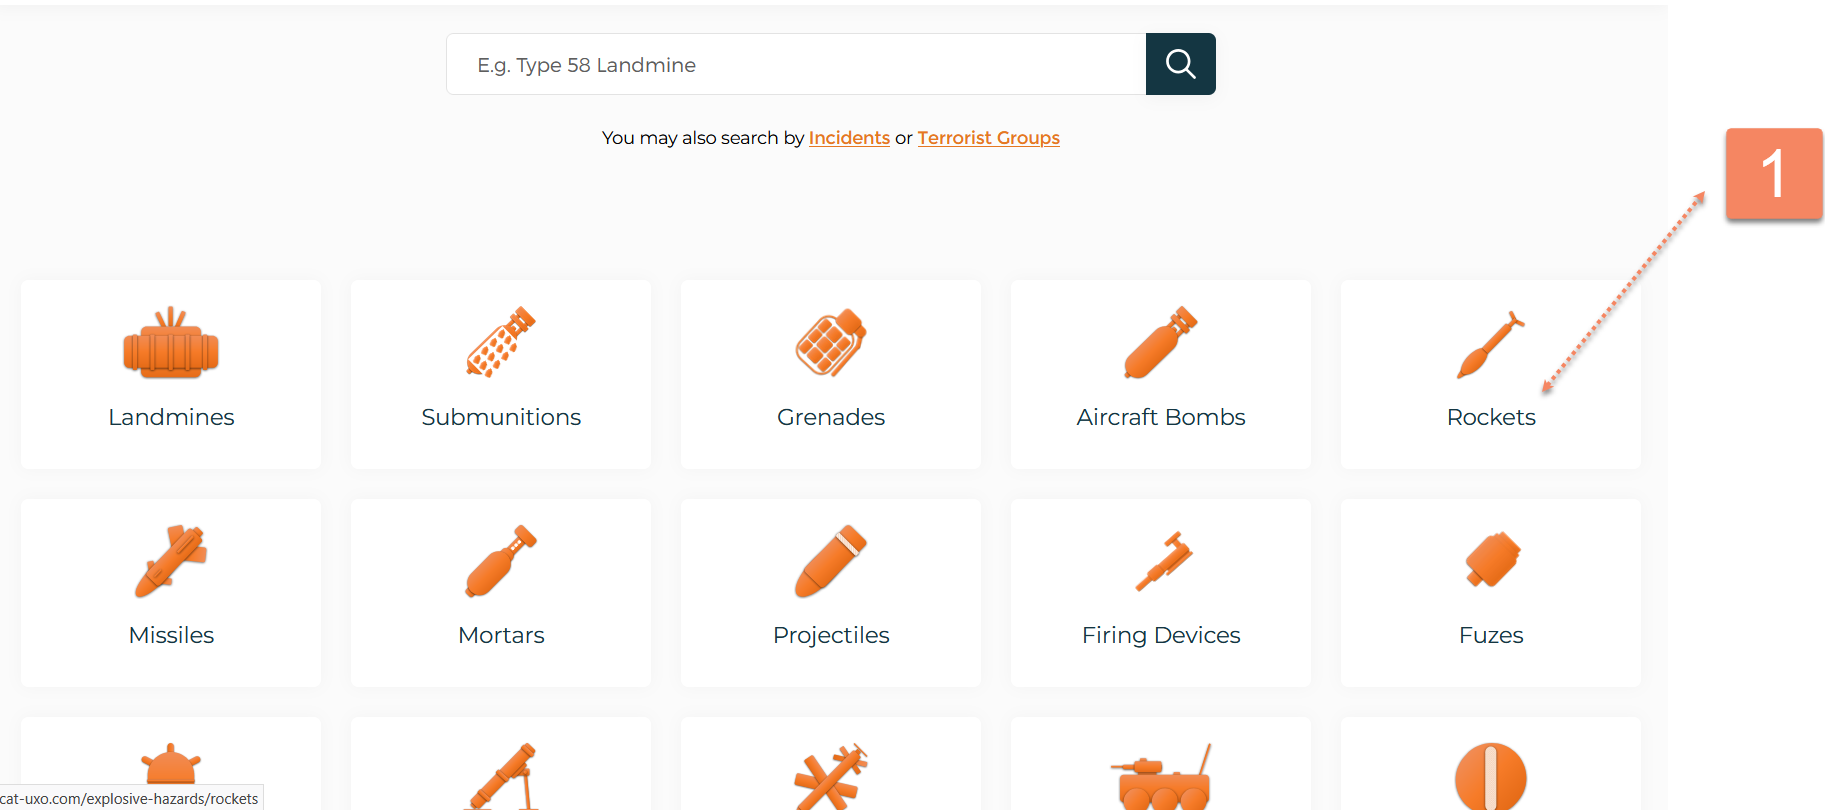 E.g. Type 58 Landmine
You may also search by Incidents or Terrorist Groups
1
Landmines
Submunitions
Grenades
Aircraft Bombs
Rockets
Missiles
Mortars
Projectiles
Firing Devices
Fuzes
cat-uxo.com/explosive-hazards/rockets